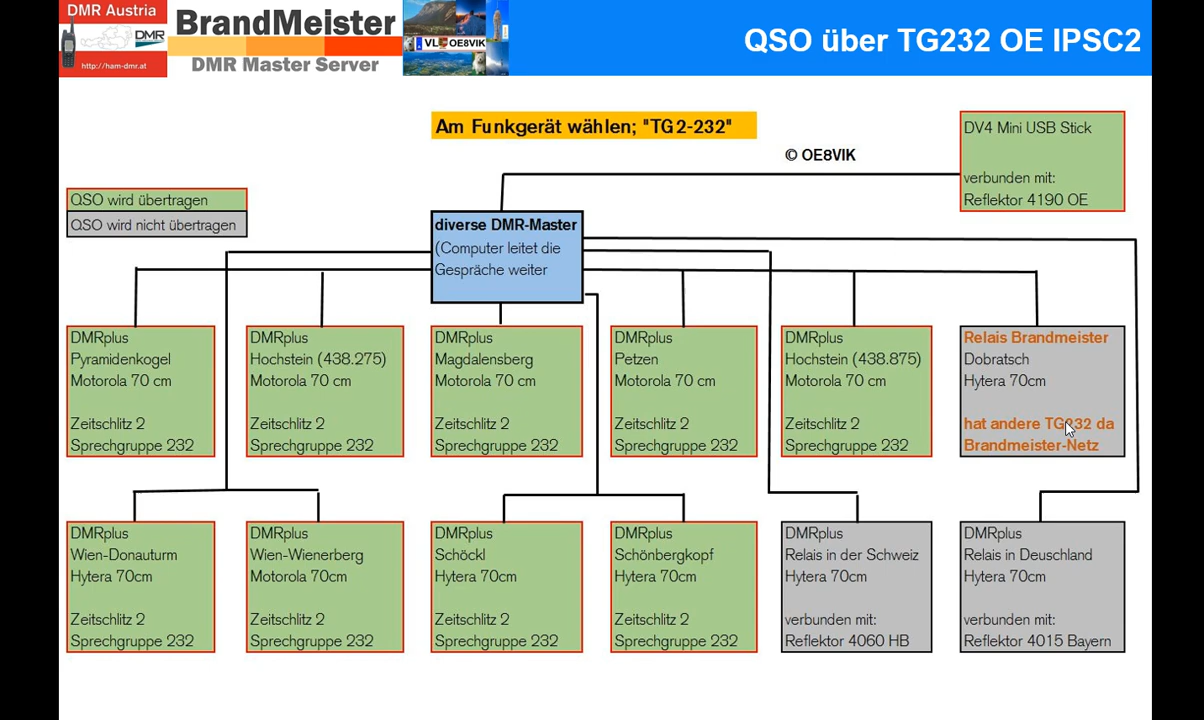 DMR Austria
DMR
http://ham-dmr.at
BrandMeister
DMR Master Server
VL OE8VIK
QSO über TG232 OE IPSC2
Am Funkgerät wählen; "TG2-232"
© OE8VIK
DV4 Mini USB Stick
verbunden mit:
Reflektor 4190 OE
QSO wird übertragen
QSO wird nicht übertragen
diverse DMR-Master
(Computer leitet die
Gespräche weiter
DMRplus
Pyramidenkogel
Motorola 70 cm
Zeitschlitz 2
Sprechgruppe 232
DMRplus
Hochstein (438.275)
Motorola 70 cm
Zeitschlitz 2
Sprechgruppe 232
DMRplus
Magdalensberg
Motorola 70 cm
Zeitschlitz 2
Sprechgruppe 232
DMRplus
Petzen
Motorola 70 cm
Zeitschlitz 2
Sprechgruppe 232
DMRplus
Hochstein (438.875)
Motorola 70 cm
Zeitschlitz 2
Sprechgruppe 232
Relais Brandmeister
Dobratsch
Hytera 70cm
hat andere TG232 da
Brandmeister-Netz
DMRplus
Wien-Donauturm
Hytera 70cm
Zeitschlitz 2
Sprechgruppe 232
DMRplus
Wien-Wienerberg
Motorola 70cm
Zeitschlitz 2
Sprechgruppe 232
DMRplus
Schöckl
Hytera 70cm
Zeitschlitz 2
Sprechgruppe 232
DMRplus
Schönbergkopf
Hytera 70cm
Zeitschlitz 2
Sprechgruppe 232
DMRplus
Relais in der Schweiz
Hytera 70cm
verbunden mit:
Reflektor 4060 HB
DMRplus
Relais in Deuschland
Hytera 70cm
verbunden mit:
Reflektor 4015 Bayern